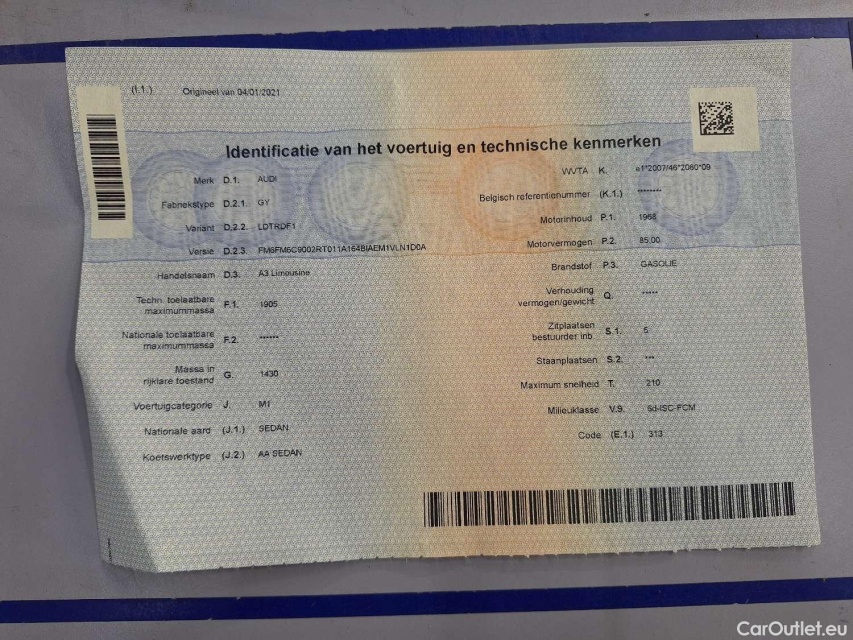 (I.1.) Origineel van 04/01/2021
Identificatie van het voertuig en technische kenmerken
Merk D.1. AUDI
Fabriekstype D.2.1. GY
Variant D.2.2. LDTRDF1
Versie D.2.3. FM6FM6C9002RT011A164BIAEM1VLN1D0A
Handelsnaam D.3. A3 Limousine
Techn. toelaatbare
maximummassa F.1. 1905
Nationale toelaatbare
maximummassa F.2. ******
Massa in
rijklare toestand G. 1430
Voertuigcategorie J. M1
Nationale aard (J.1.) SEDAN
Koetswerktype (J.2.) AA SEDAN
WVTA K. e1*2007/46*2060*09
Belgisch referentienummer (K.1.) ********
Motorinhoud P.1. 1968
Motorvermogen P.2. 85,00
Brandstof P.3. GASOLIE
Verhouding
vermogen/gewicht Q. *****
Zitplaatsen
bestuurder inb. S.1. 5
Staanplaatsen S.2. ***
Maximum snelheid T. 210
Milieuklasse V.9. 6d-ISC-FCM
Code (E.1.) 313
CarOutlet.eu